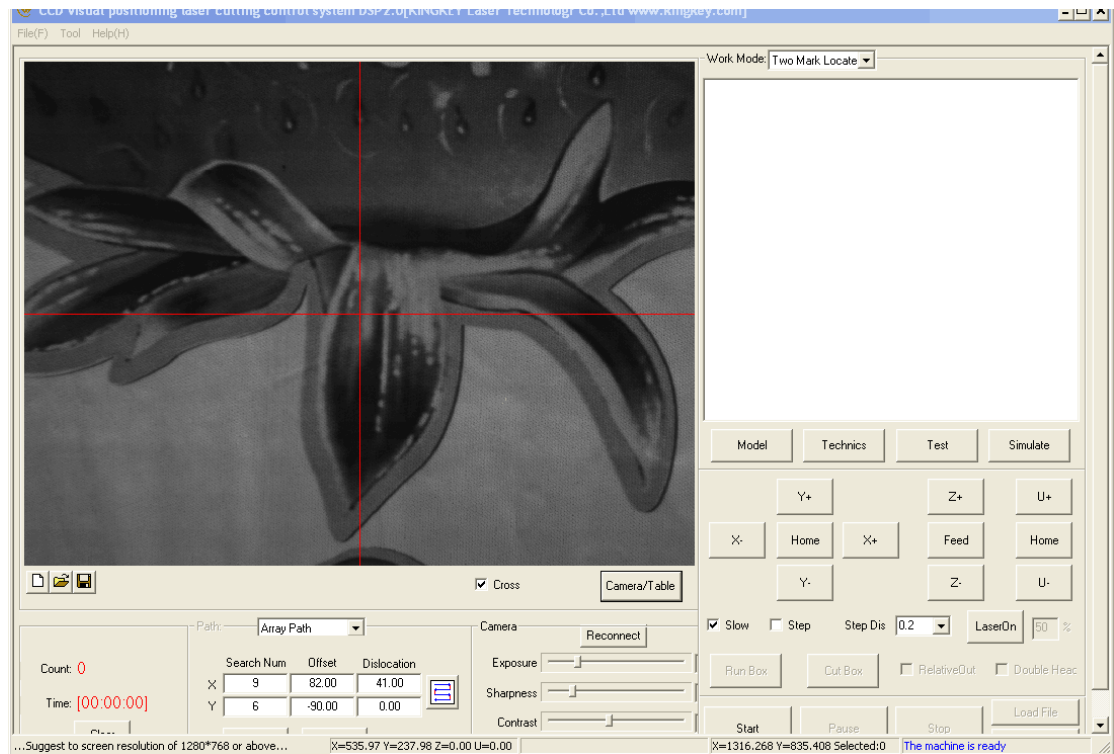 CCD Visual positioning laser cutting control system DSP2.0[KINGKEY Laser Technologr Co.,Ltd www.kingkey.com]
File(F) Tool Help(H)
Work Mode: Two Mark Locate
Model Technics Test Simulate
Y+ Z+ U+
X- Home X+ Feed Home
Y- Z- U-
Cross Camera/Table
Slow Step Step Dis 0.2 LaserOn 50 %
Run Box Cut Box RelativeOut Double Heac
Path: Array Path
Camera Reconnect
Count: 0
Search Num Offset Dislocation
X 9 82.00 41.00
Y 6 -90.00 0.00
Time: [00:00:00]
Clear
Exposure
Sharpness
Contrast
Start Pause Stop Load File
...Suggest to screen resolution of 1280*768 or above... X=535.97 Y=237.98 Z=0.00 U=0.00 X=1316.268 Y=835.408 Selected:0 The machine is ready